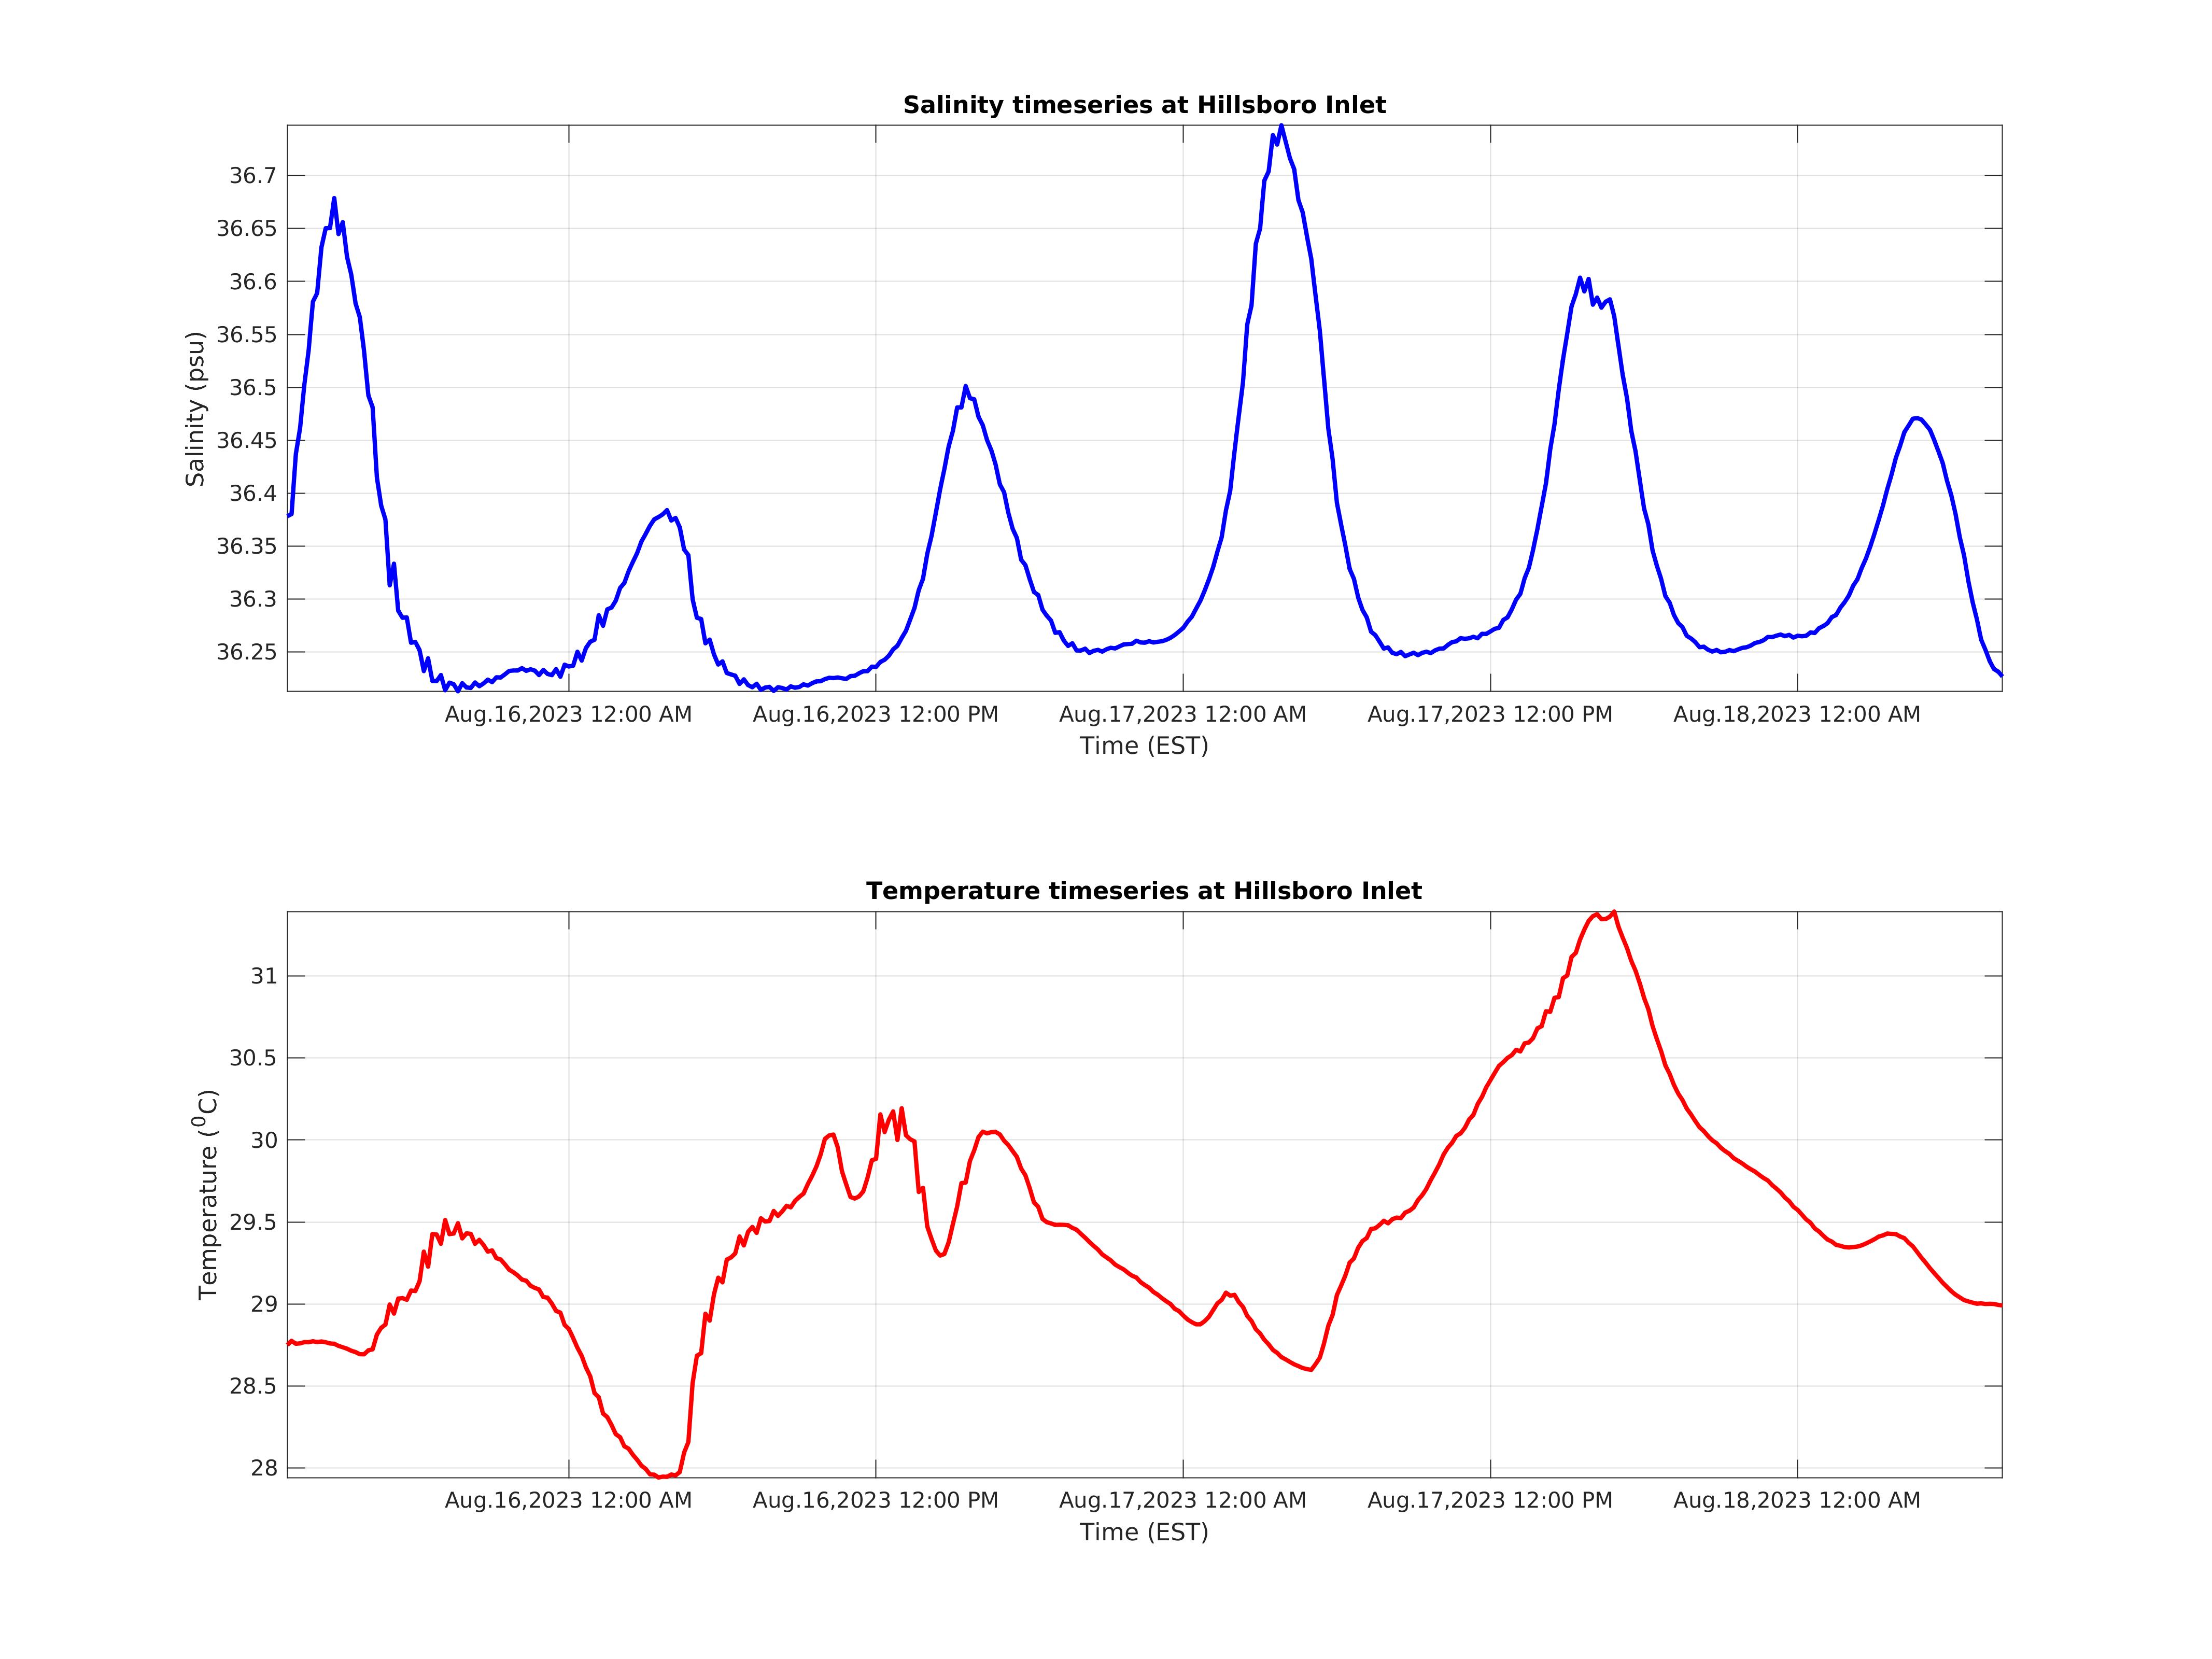 Salinity timeseries at Hillsboro Inlet
36.7
36.65
36.6
36.55
36.5
36.45
36.4
36.35
36.3
36.25
Salinity (psu)
Aug.16,2023 12:00 AM
Aug.16,2023 12:00 PM
Aug.17,2023 12:00 AM
Aug.17,2023 12:00 PM
Aug.18,2023 12:00 AM
Time (EST)
Temperature timeseries at Hillsboro Inlet
31
30.5
30
29.5
29
28.5
28
Temperature (⁰C)
Aug.16,2023 12:00 AM
Aug.16,2023 12:00 PM
Aug.17,2023 12:00 AM
Aug.17,2023 12:00 PM
Aug.18,2023 12:00 AM
Time (EST)